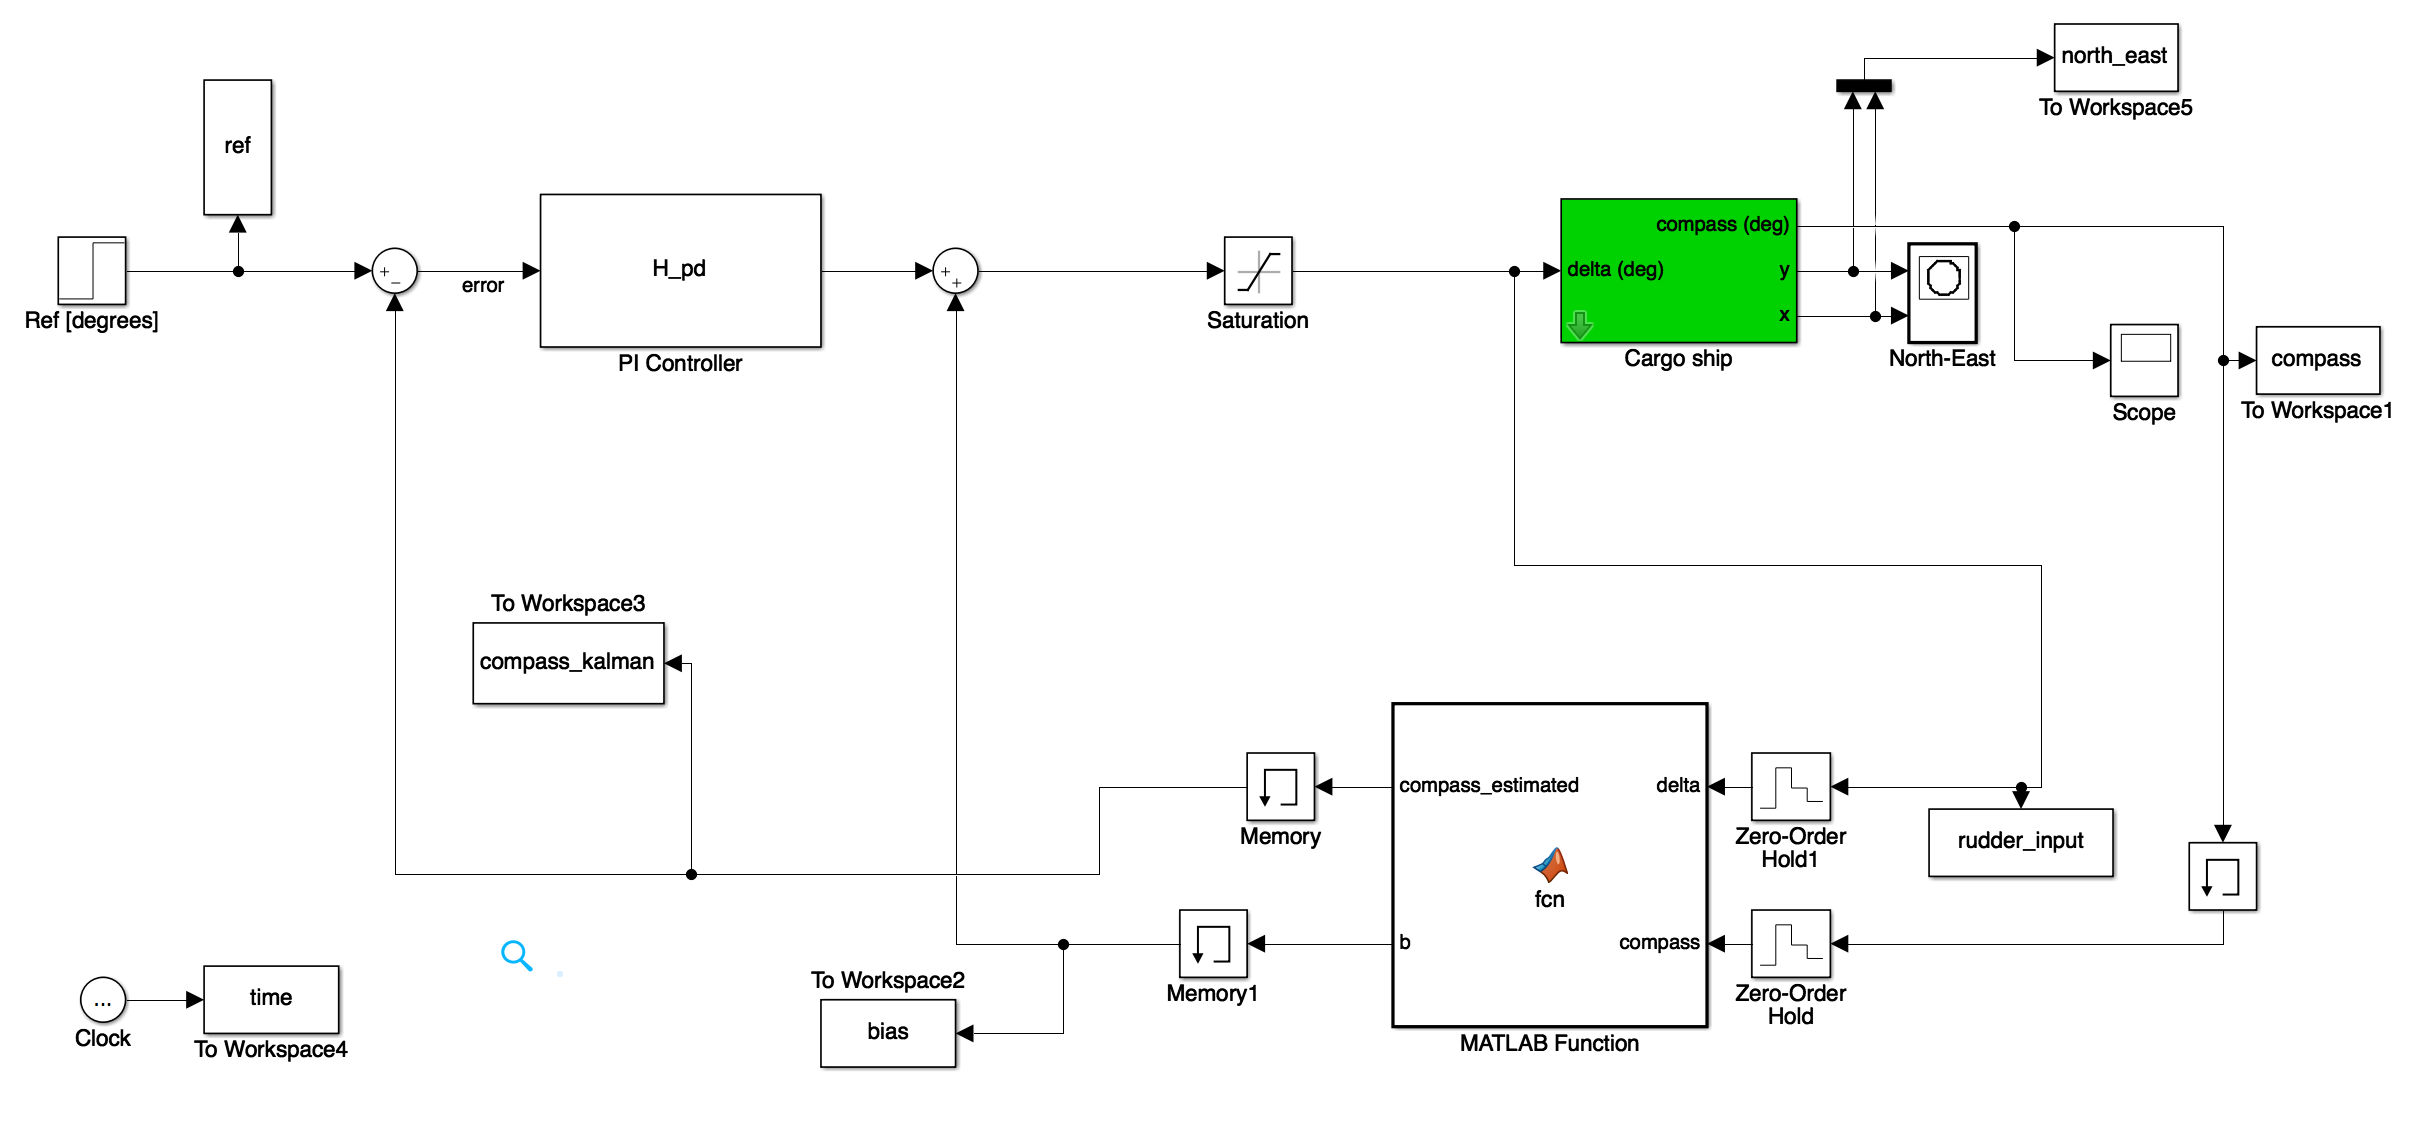 north_east
To Workspace5
ref
Ref [degrees]
+
−
error
H_pd
PI Controller
+
+
Saturation
compass (deg)
delta (deg)
y
x
Cargo ship
North-East
Scope
compass
To Workspace1
To Workspace3
compass_kalman
compass_estimated
delta
Memory
Zero-Order
Hold1
rudder_input
fcn
b
compass
Memory1
Zero-Order
Hold
MATLAB Function
To Workspace2
bias
...
Clock
time
To Workspace4